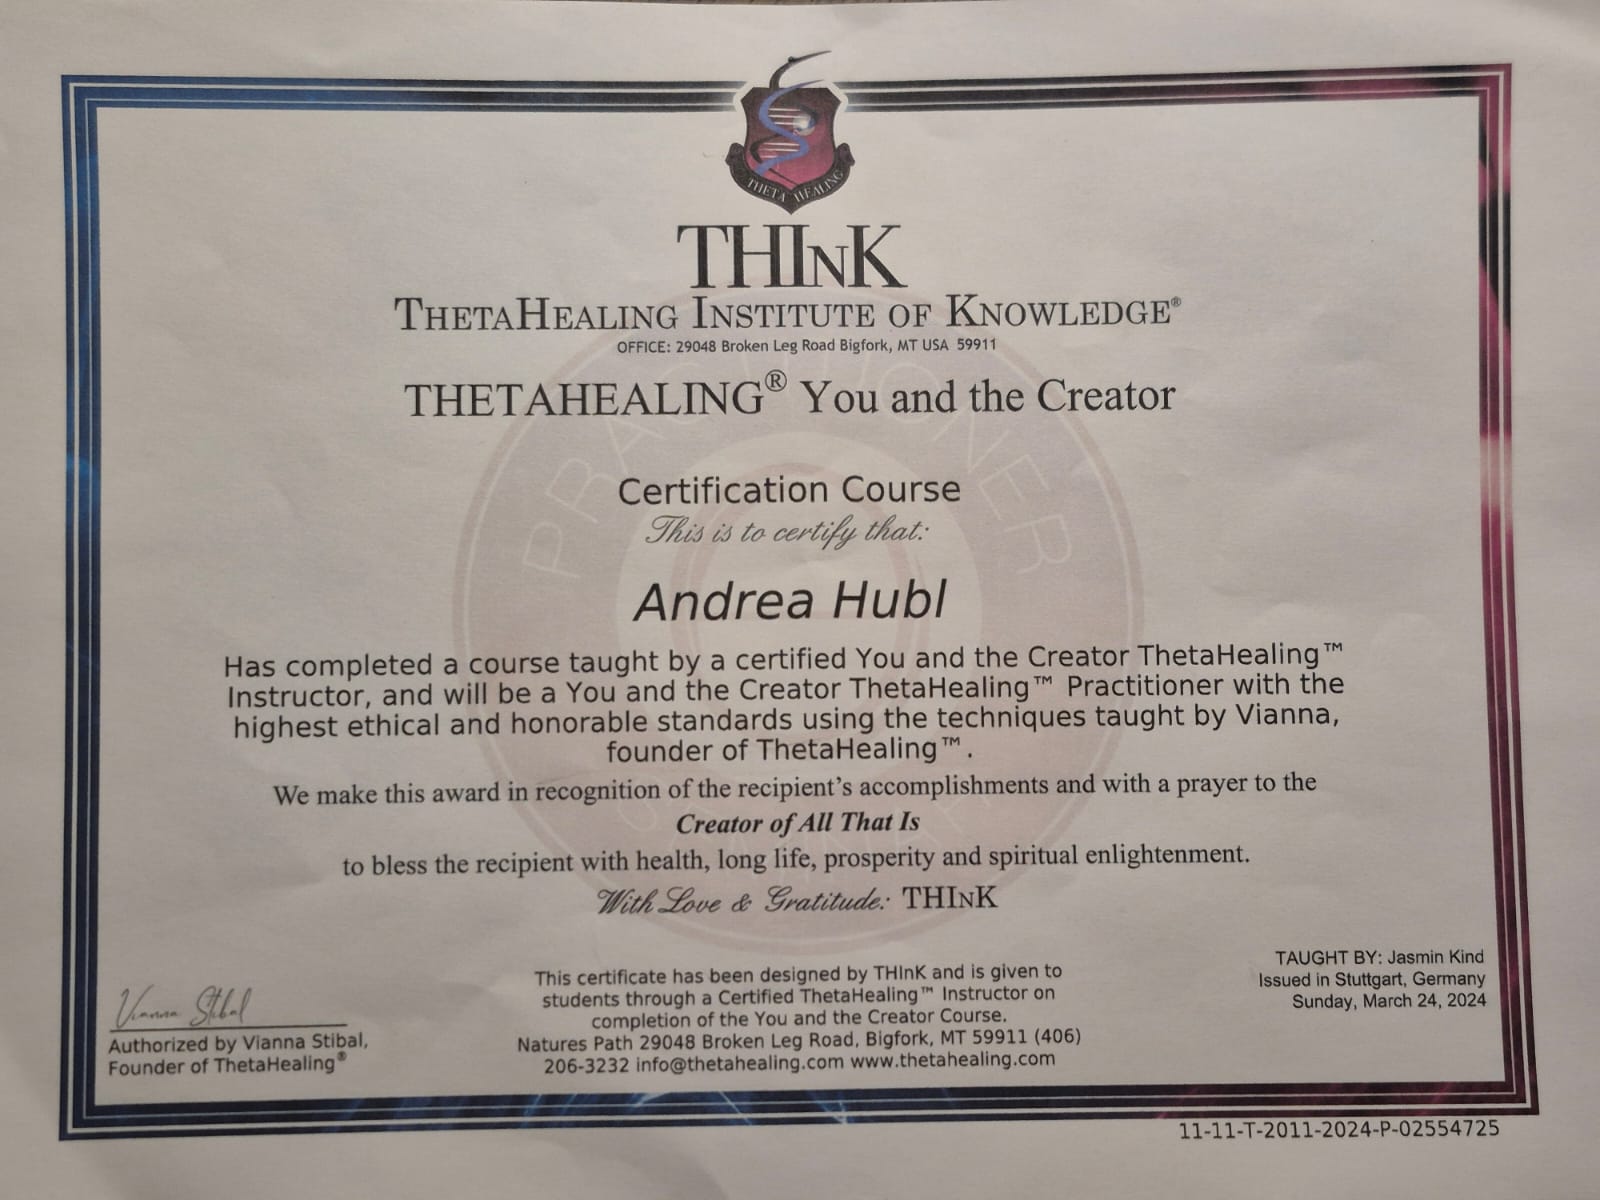 THETA HEALING
THInK
THETAHEALING INSTITUTE OF KNOWLEDGE®
OFFICE: 29048 Broken Leg Road Bigfork, MT USA 59911
THETAHEALING® You and the Creator
PRACTITIONER
Certification Course
This is to certify that:
Andrea Hubl
Has completed a course taught by a certified You and the Creator ThetaHealing™
Instructor, and will be a You and the Creator ThetaHealing™ Practitioner with the
highest ethical and honorable standards using the techniques taught by Vianna,
founder of ThetaHealing™.
We make this award in recognition of the recipient's accomplishments and with a prayer to the
Creator of All That Is
to bless the recipient with health, long life, prosperity and spiritual enlightenment.
With Love & Gratitude: THInK
Vianna Stibal
Authorized by Vianna Stibal,
Founder of ThetaHealing®
This certificate has been designed by THInK and is given to
students through a Certified ThetaHealing™ Instructor on
completion of the You and the Creator Course.
Natures Path 29048 Broken Leg Road, Bigfork, MT 59911 (406)
206-3232 info@thetahealing.com www.thetahealing.com
TAUGHT BY: Jasmin Kind
Issued in Stuttgart, Germany
Sunday, March 24, 2024
11-11-T-2011-2024-P-02554725